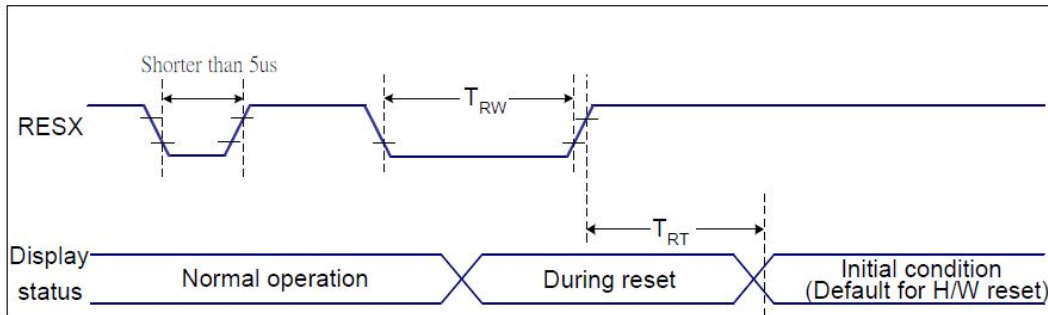 Shorter than 5us
RESX
TRW
TRT
Display
status
Normal operation
During reset
Initial condition
(Default for H/W reset)